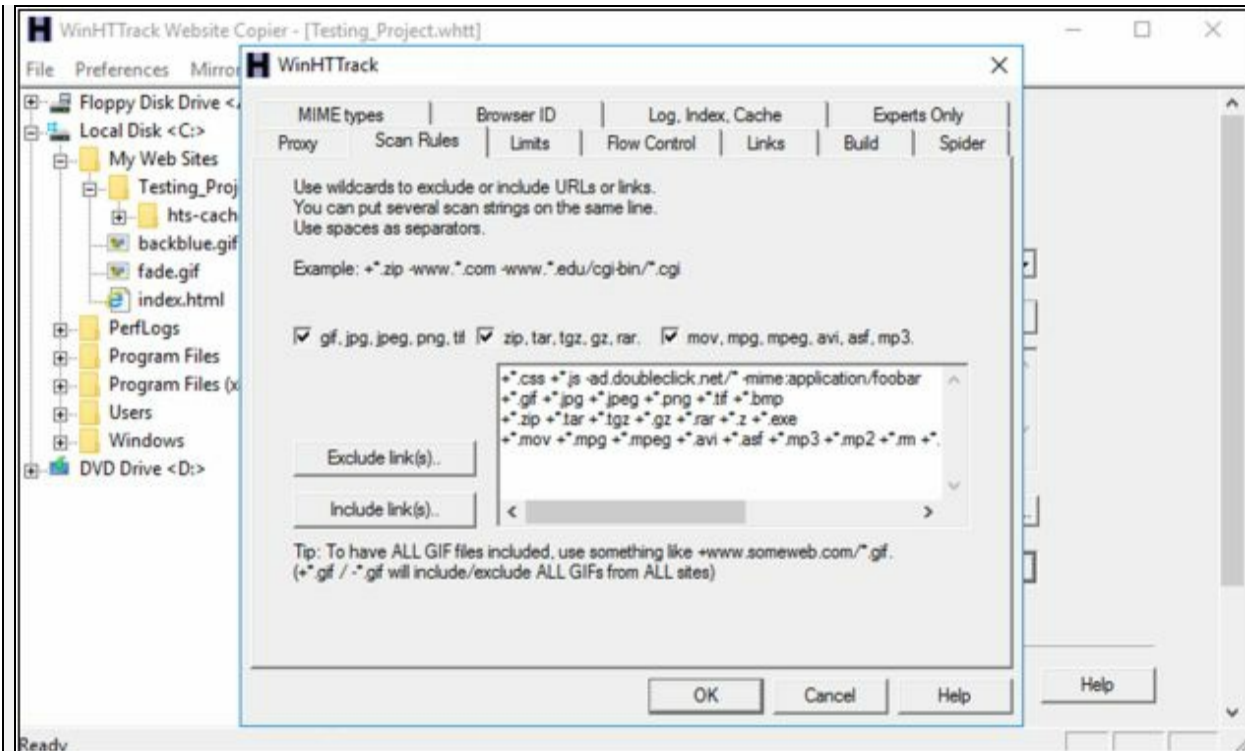 WinHTTrack Website Copier - [Testing_Project.whtt]
File Preferences Mirror
WinHTTrack
Floppy Disk Drive <A
Local Disk <C:>
My Web Sites
Testing_Proj
hts-cach
backblue.gif
fade.gif
index.html
PerfLogs
Program Files
Program Files (x
Users
Windows
DVD Drive <D:>
MIME types Browser ID Log, Index, Cache Experts Only
Proxy Scan Rules Limits Flow Control Links Build Spider
Use wildcards to exclude or include URLs or links.
You can put several scan strings on the same line.
Use spaces as separators.
Example: +*.zip -www.*.com -www.*.edu/cgi-bin/*.cgi
gif, jpg, jpeg, png, tif zip, tar, tgz, gz, rar. mov, mpg, mpeg, avi, asf, mp3.
+*.css +*.js -ad.doubleclick.net/* -mime:application/foobar
+*.gif +*.jpg +*.jpeg +*.png +*.tif +*.bmp
+*.zip +*.tar +*.tgz +*.gz +*.rar +*.z +*.exe
+*.mov +*.mpg +*.mpeg +*.avi +*.asf +*.mp3 +*.mp2 +*.rm +*.
Exclude link(s)..
Include link(s)..
Tip: To have ALL GIF files included, use something like +www.someweb.com/*.gif.
(+*.gif / -*.gif will include/exclude ALL GIFs from ALL sites)
OK Cancel Help
Help
Ready